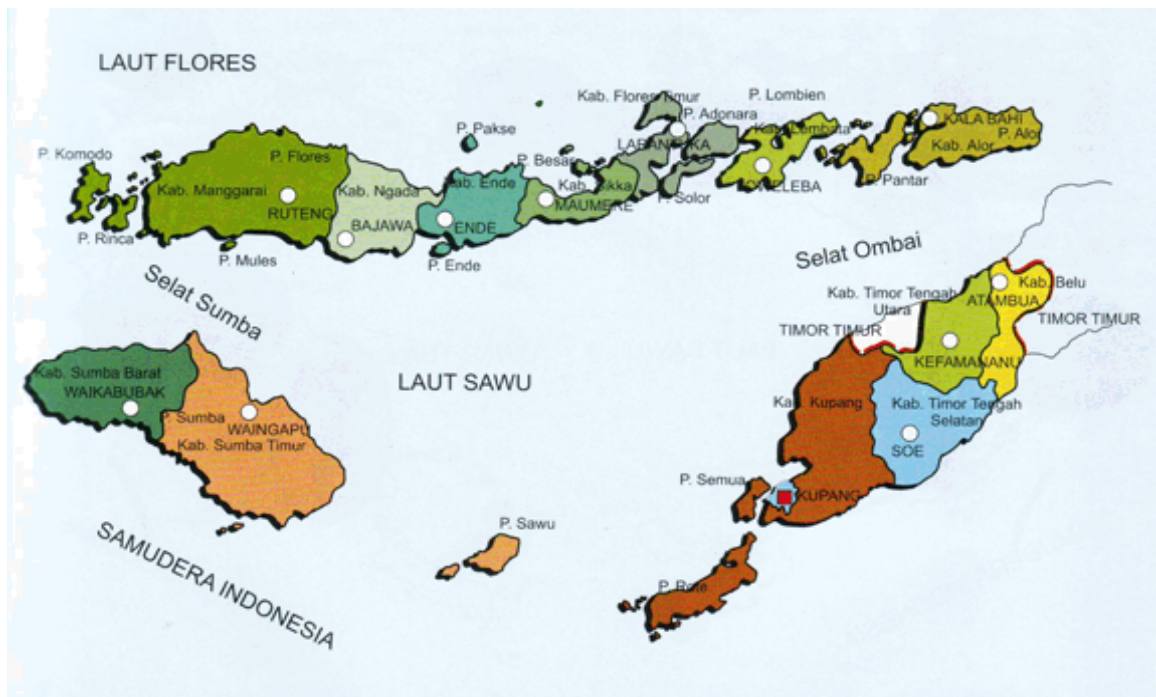 LAUT FLORES
Kab. Flores Timur
P. Lombien
P. Adonara
P. Pakse
KALA BAHI
P. Alor
Kab. Alor
Kab. Lembata
P. Komodo
P. Flores
P. Besar
Kab. Manggarai
Kab. Ngada
Kab. Ende
Kab. Sikka
P. Solor
P. Pantar
RUTENG
MAUMERE
BAJAWA
ENDE
P. Rinca
P. Mules
P. Ende
Selat Ombai
Selat Sumba
Kab. Timor Tengah
Utara
Kab. Belu
ATAMBUA
TIMOR TIMUR
TIMOR TIMUR
KEFAMANANU
Kab. Sumba Barat
WAIKABUBAK
LAUT SAWU
P. Sumba
WAINGAPU
Kab. Sumba Timur
Kab. Kupang
Kab. Timor Tengah
Selatan
SOE
P. Semua
KUPANG
P. Sawu
SAMUDERA INDONESIA
P. Rote